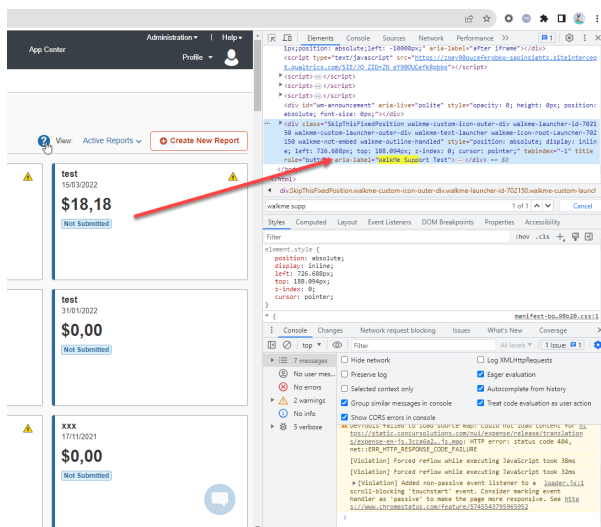 Administration
Help
App Center
Profile
?
View:
Active Reports
Create New Report
test
15/03/2022
$18,18
Not Submitted
test
31/01/2022
$0,00
Not Submitted
xxx
17/11/2021
$0,00
Not Submitted
Elements
Console
Sources
Network
Performance
1
1px;position: absolute;left: -10000px;" aria-label="after iframe"></div>
<script type="text/javascript" src="https://
t.qualtrics.com/SIE/?Q_ZID=ZN_
<script></script>
<script></script>
<script></script>
<div id="wm-announcement" aria-live="polite" style="opacity: 0; height: 0px; position:
absolute; font-size: 0px;"></div>
<div class="SkipThisFixedPosition walkme-custom-icon-outer-div walkme-launcher-id-7021
50 walkme-custom-launcher-outer-div walkme-text-launcher walkme-icon-root-Launcher-702
150 walkme-not-embed walkme-outline-handled" style="position: absolute; display: inlin
e; left: 726.688px; top: 188.094px; z-index: 0; cursor: pointer;" tabindex="-1" title
role="button" aria-label="WalkMe Support Test"></div> == $0
</body>
</html>
div.SkipThisFixedPosition.walkme-custom-icon-outer-div.walkme-launcher-id-702150.walkme-custom-launch
walkme supp
1 of 1
Cancel
Styles
Computed
Layout
Event Listeners
DOM Breakpoints
Properties
Accessibility
Filter
:hov
.cls
element.style {
position: absolute;
display: inline;
left: 726.688px;
top: 188.094px;
z-index: 0;
cursor: pointer;
}
* {
manifest-bo…98b20.css:1
Console
Changes
Network request blocking
Issues
What's New
Coverage
top
Filter
All levels
1 Issue:
1
7 messages
No user mes...
No errors
2 warnings
No info
5 verbose
Hide network
Log XMLHttpRequests
Preserve log
Eager evaluation
Selected context only
Autocomplete from history
Group similar messages in console
Treat code evaluation as user action
Show CORS errors in console
DevTools failed to load source map: Could not load content for ht
tps://static.concursolutions.com/nui/expense/release/translation
HTTP error: status code 404,
net::ERR_HTTP_RESPONSE_CODE_FAILURE
[Violation] Forced reflow while executing JavaScript took 38ms
[Violation] Forced reflow while executing JavaScript took 32ms
[Violation] Added non-passive event listener to a
loader.js:1
scroll-blocking 'touchstart' event. Consider marking event
handler as 'passive' to make the page more responsive. See http
s://www.chromestatus.com/feature/5745543795965952